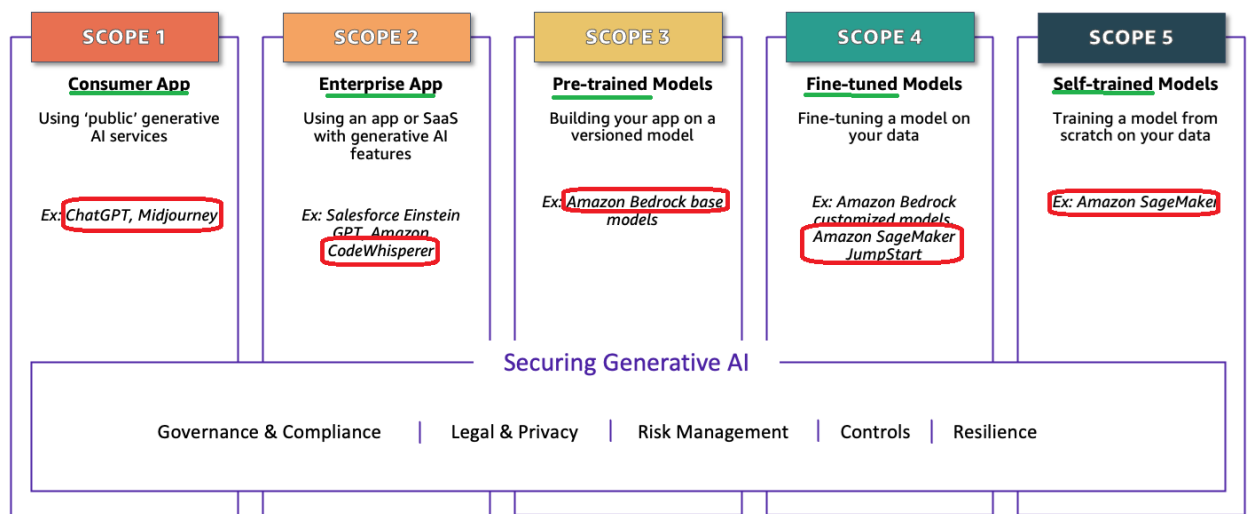 SCOPE 1
Consumer App
Using 'public' generative
AI services
Ex: ChatGPT, Midjourney
SCOPE 2
Enterprise App
Using an app or SaaS
with generative AI
features
Ex: Salesforce Einstein
GPT, Amazon
CodeWhisperer
SCOPE 3
Pre-trained Models
Building your app on a
versioned model
Ex: Amazon Bedrock base
models
SCOPE 4
Fine-tuned Models
Fine-tuning a model on
your data
Ex: Amazon Bedrock
customized models,
Amazon SageMaker
JumpStart
SCOPE 5
Self-trained Models
Training a model from
scratch on your data
Ex: Amazon SageMaker
Securing Generative AI
Governance & Compliance | Legal & Privacy | Risk Management | Controls | Resilience